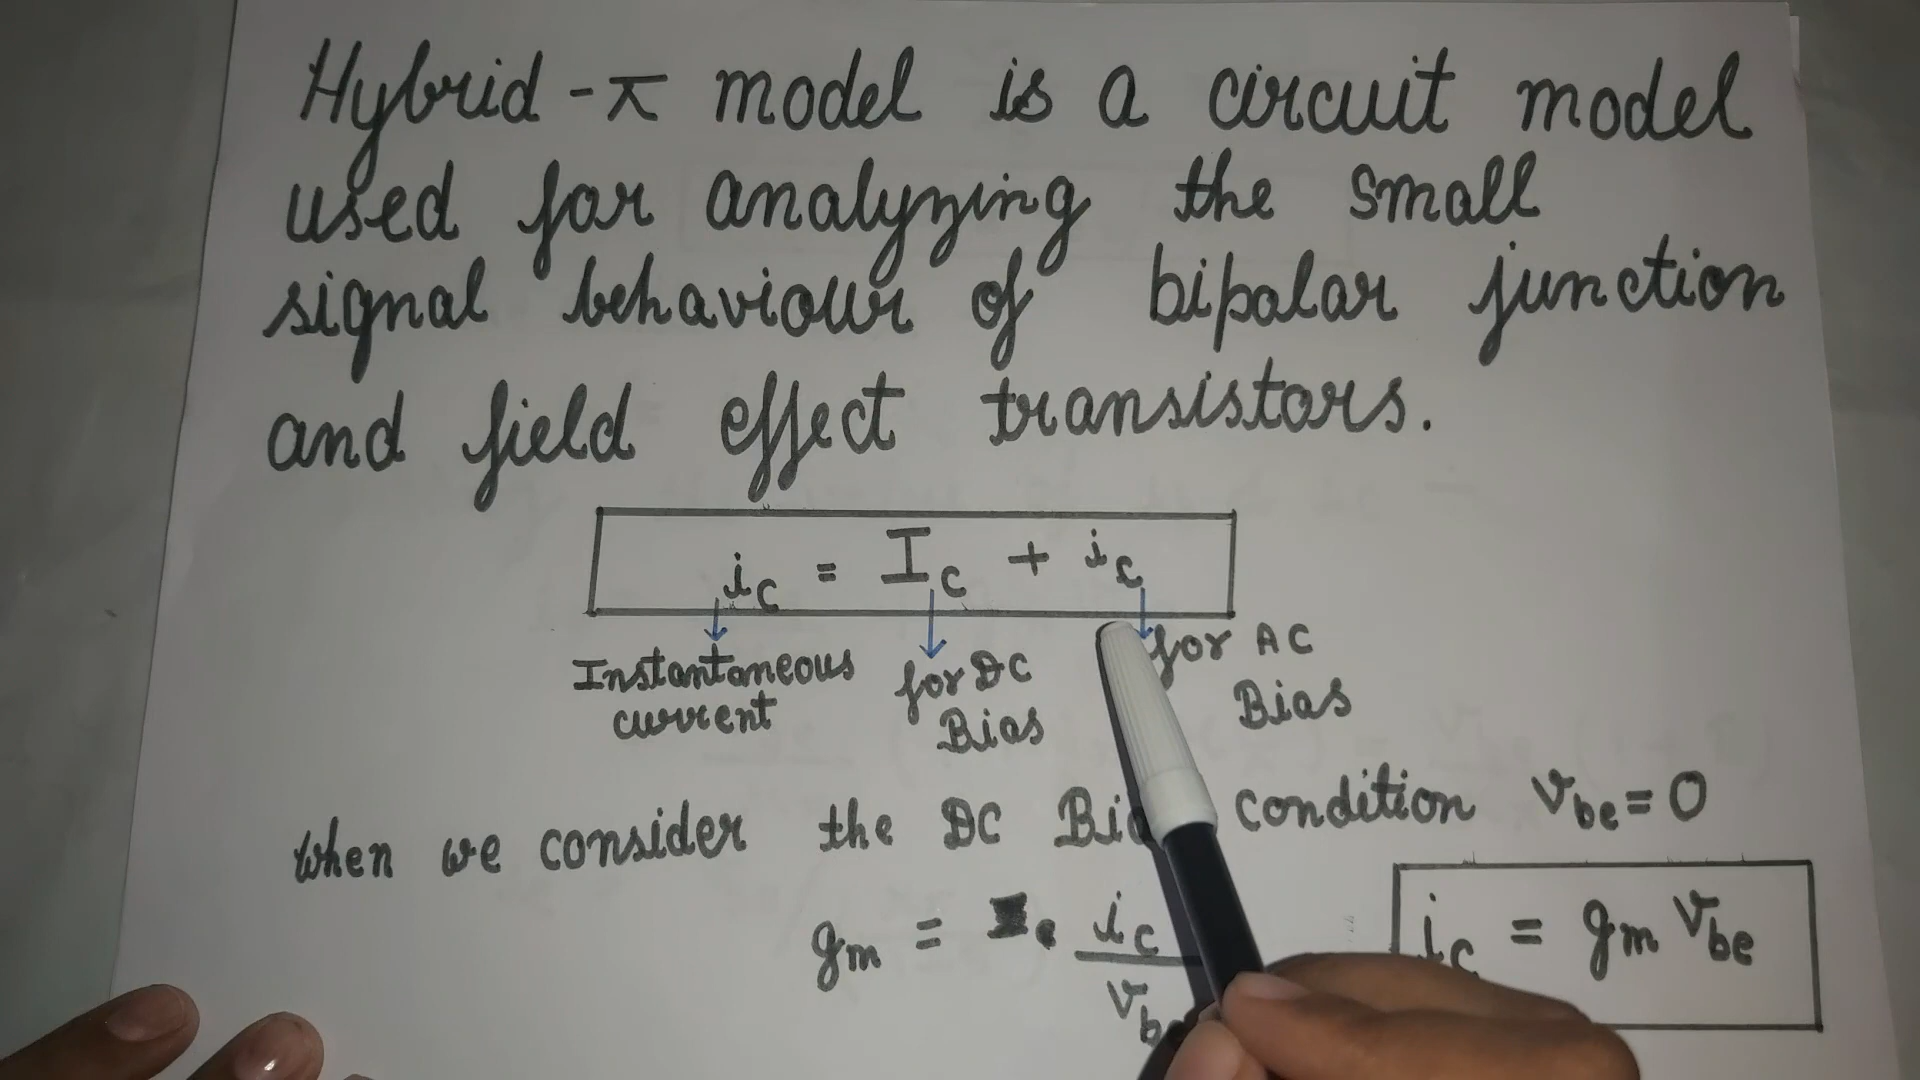 Hybrid-π model is a circuit model
used for analyzing the small
signal behaviour of bipolar junction
and field effect transistors.
ic = Ic + ic
Instantaneous current
for DC Bias
for AC Bias
when we consider the DC condition Vbe = 0
gm = ic
ic = gm Vbe